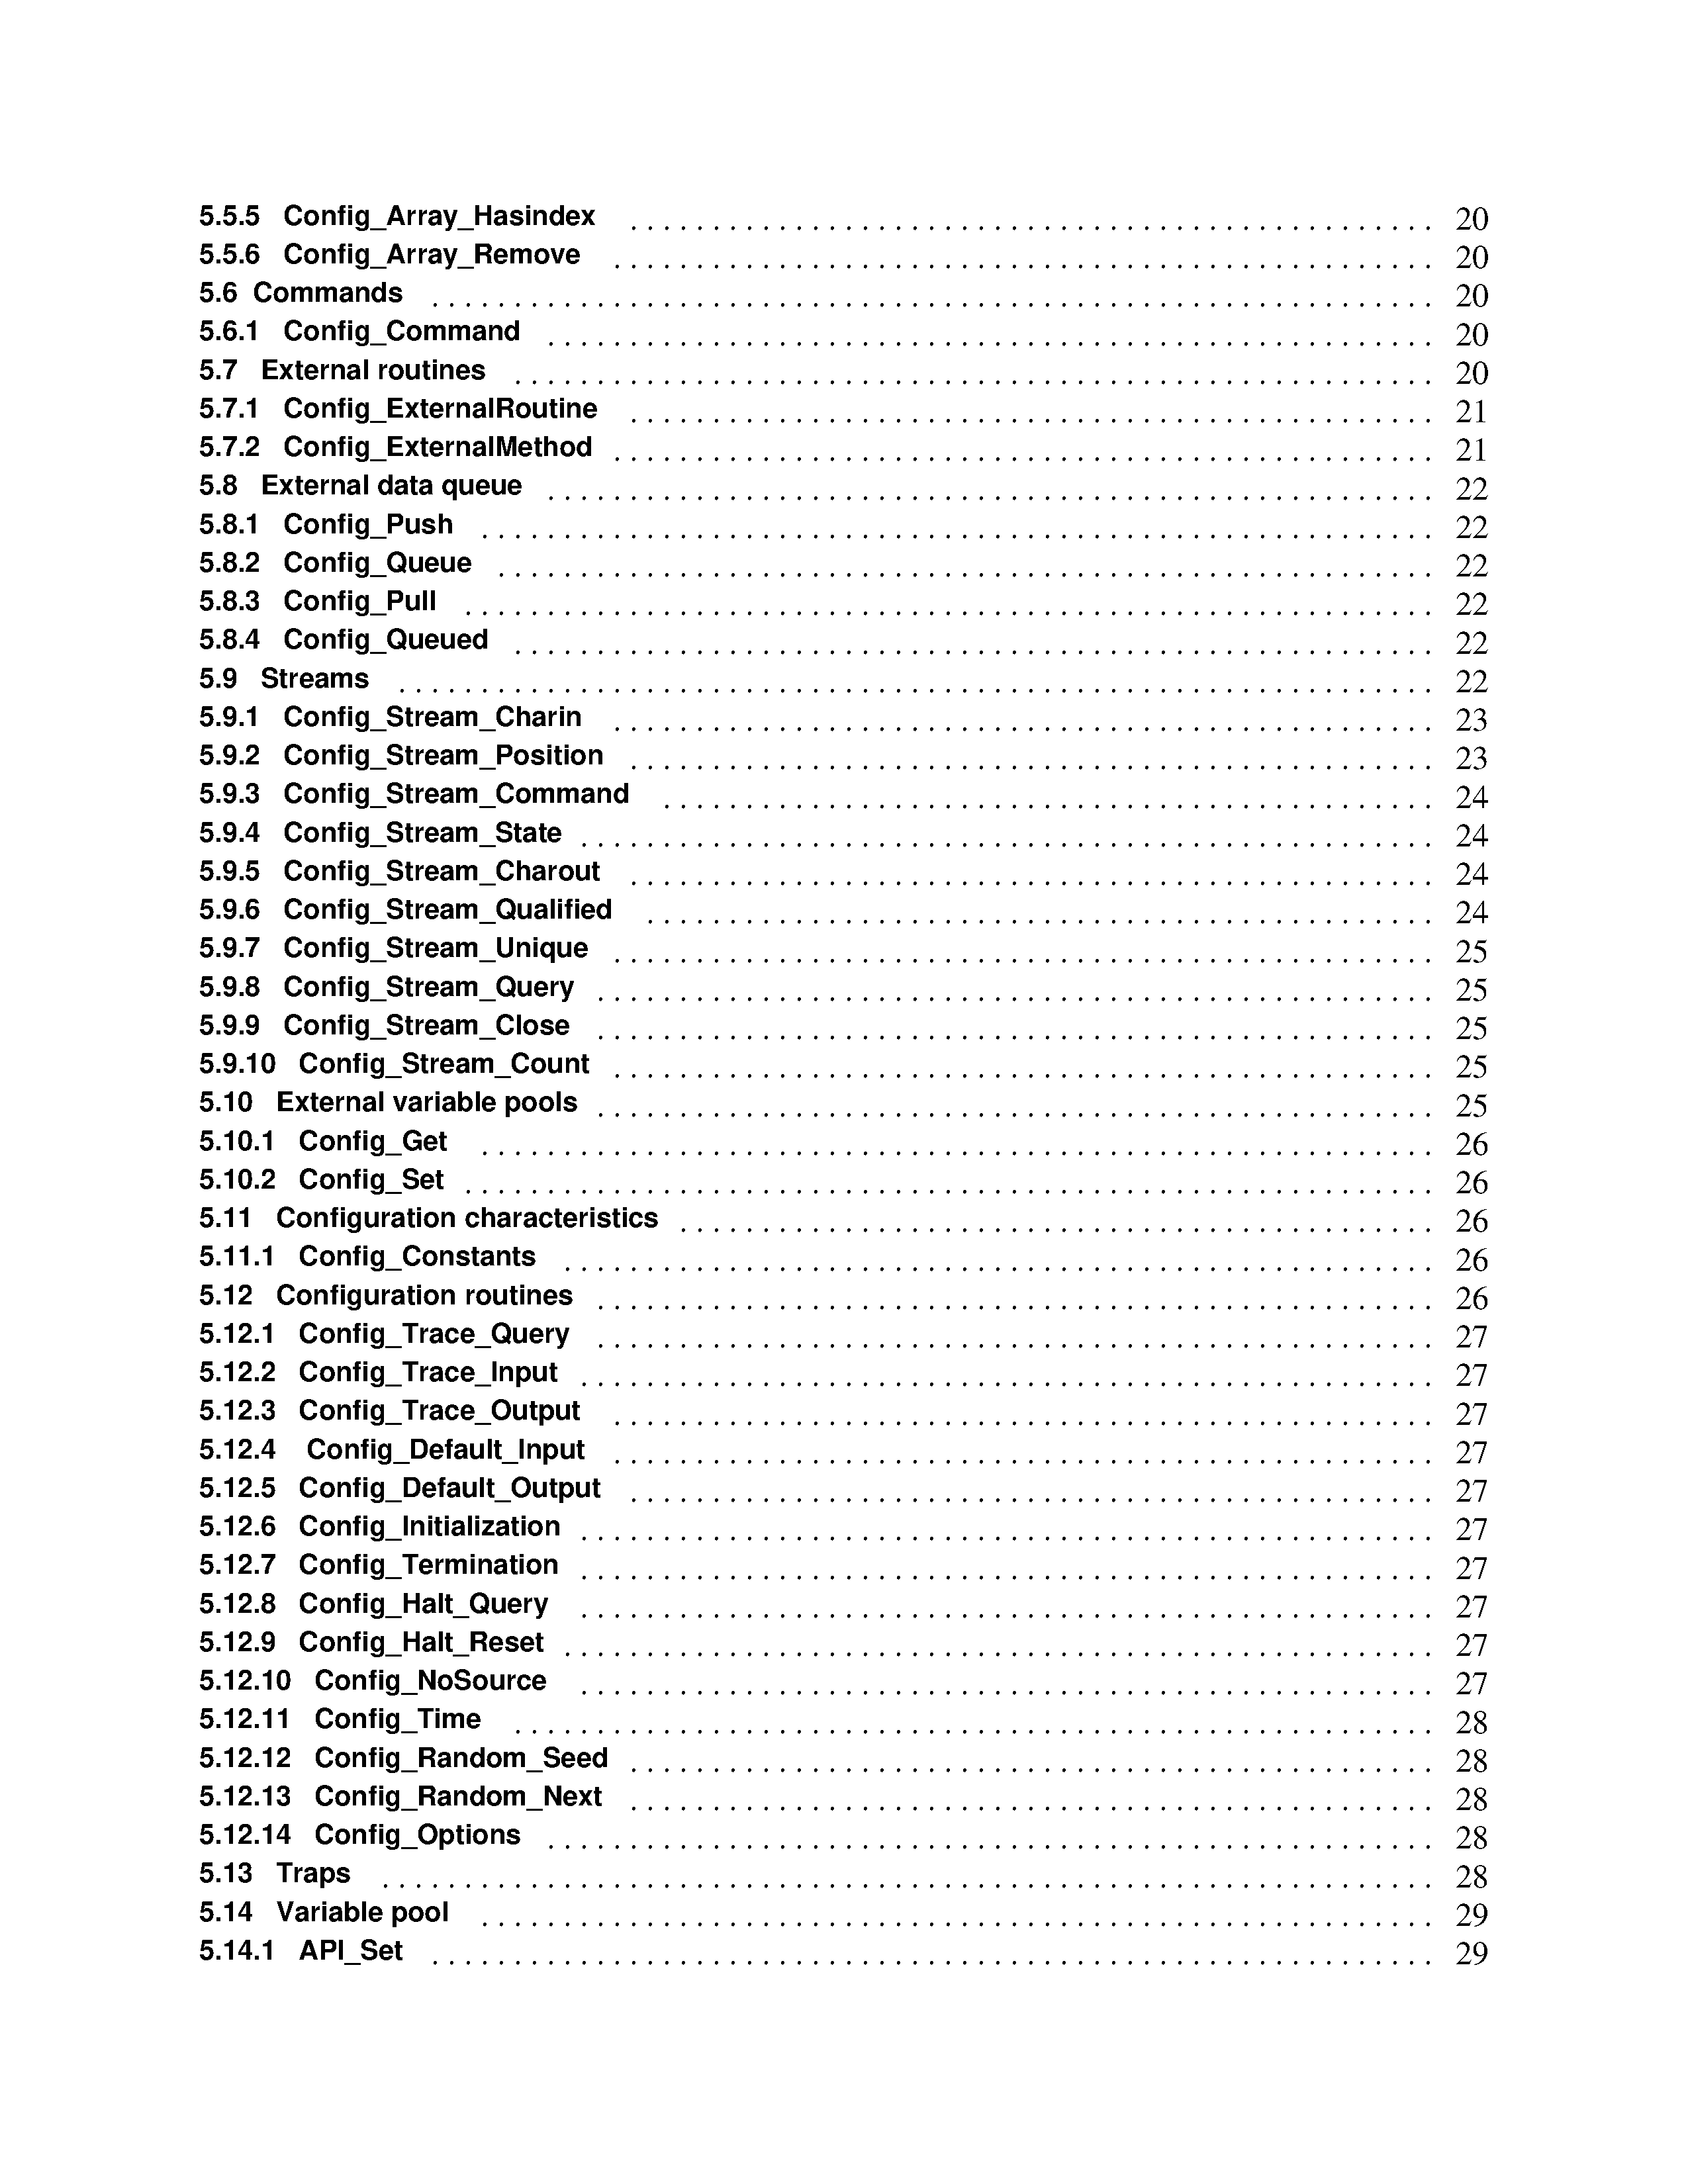 5.5.5 Config_Array_Hasindex . . . . . . . . . . . . . . . . . . . . . . . . . . . . . . . . . . . . . . . . . . . . . . . . . 20
5.5.6 Config_Array_Remove . . . . . . . . . . . . . . . . . . . . . . . . . . . . . . . . . . . . . . . . . . . . . . . . . . 20
5.6 Commands . . . . . . . . . . . . . . . . . . . . . . . . . . . . . . . . . . . . . . . . . . . . . . . . . . . . . . . . . . . . . 20
5.6.1 Config_Command . . . . . . . . . . . . . . . . . . . . . . . . . . . . . . . . . . . . . . . . . . . . . . . . . . . . . . 20
5.7 External routines . . . . . . . . . . . . . . . . . . . . . . . . . . . . . . . . . . . . . . . . . . . . . . . . . . . . . . . . 20
5.7.1 Config_ExternalRoutine . . . . . . . . . . . . . . . . . . . . . . . . . . . . . . . . . . . . . . . . . . . . . . . . . 21
5.7.2 Config_ExternalMethod . . . . . . . . . . . . . . . . . . . . . . . . . . . . . . . . . . . . . . . . . . . . . . . . . . 21
5.8 External data queue . . . . . . . . . . . . . . . . . . . . . . . . . . . . . . . . . . . . . . . . . . . . . . . . . . . . . . 22
5.8.1 Config_Push . . . . . . . . . . . . . . . . . . . . . . . . . . . . . . . . . . . . . . . . . . . . . . . . . . . . . . . . . . 22
5.8.2 Config_Queue . . . . . . . . . . . . . . . . . . . . . . . . . . . . . . . . . . . . . . . . . . . . . . . . . . . . . . . . . 22
5.8.3 Config_Pull . . . . . . . . . . . . . . . . . . . . . . . . . . . . . . . . . . . . . . . . . . . . . . . . . . . . . . . . . . . 22
5.8.4 Config_Queued . . . . . . . . . . . . . . . . . . . . . . . . . . . . . . . . . . . . . . . . . . . . . . . . . . . . . . . . 22
5.9 Streams . . . . . . . . . . . . . . . . . . . . . . . . . . . . . . . . . . . . . . . . . . . . . . . . . . . . . . . . . . . . . . . 22
5.9.1 Config_Stream_Charin . . . . . . . . . . . . . . . . . . . . . . . . . . . . . . . . . . . . . . . . . . . . . . . . . . 23
5.9.2 Config_Stream_Position . . . . . . . . . . . . . . . . . . . . . . . . . . . . . . . . . . . . . . . . . . . . . . . . . 23
5.9.3 Config_Stream_Command . . . . . . . . . . . . . . . . . . . . . . . . . . . . . . . . . . . . . . . . . . . . . . . 24
5.9.4 Config_Stream_State . . . . . . . . . . . . . . . . . . . . . . . . . . . . . . . . . . . . . . . . . . . . . . . . . . . . 24
5.9.5 Config_Stream_Charout . . . . . . . . . . . . . . . . . . . . . . . . . . . . . . . . . . . . . . . . . . . . . . . . . 24
5.9.6 Config_Stream_Qualified . . . . . . . . . . . . . . . . . . . . . . . . . . . . . . . . . . . . . . . . . . . . . . . . 24
5.9.7 Config_Stream_Unique . . . . . . . . . . . . . . . . . . . . . . . . . . . . . . . . . . . . . . . . . . . . . . . . . . 25
5.9.8 Config_Stream_Query . . . . . . . . . . . . . . . . . . . . . . . . . . . . . . . . . . . . . . . . . . . . . . . . . . . 25
5.9.9 Config_Stream_Close . . . . . . . . . . . . . . . . . . . . . . . . . . . . . . . . . . . . . . . . . . . . . . . . . . . 25
5.9.10 Config_Stream_Count . . . . . . . . . . . . . . . . . . . . . . . . . . . . . . . . . . . . . . . . . . . . . . . . . . 25
5.10 External variable pools . . . . . . . . . . . . . . . . . . . . . . . . . . . . . . . . . . . . . . . . . . . . . . . . . . . 25
5.10.1 Config_Get . . . . . . . . . . . . . . . . . . . . . . . . . . . . . . . . . . . . . . . . . . . . . . . . . . . . . . . . . . 26
5.10.2 Config_Set . . . . . . . . . . . . . . . . . . . . . . . . . . . . . . . . . . . . . . . . . . . . . . . . . . . . . . . . . . . 26
5.11 Configuration characteristics . . . . . . . . . . . . . . . . . . . . . . . . . . . . . . . . . . . . . . . . . . . . . . 26
5.11.1 Config_Constants . . . . . . . . . . . . . . . . . . . . . . . . . . . . . . . . . . . . . . . . . . . . . . . . . . . . . 26
5.12 Configuration routines . . . . . . . . . . . . . . . . . . . . . . . . . . . . . . . . . . . . . . . . . . . . . . . . . . . 26
5.12.1 Config_Trace_Query . . . . . . . . . . . . . . . . . . . . . . . . . . . . . . . . . . . . . . . . . . . . . . . . . . . 27
5.12.2 Config_Trace_Input . . . . . . . . . . . . . . . . . . . . . . . . . . . . . . . . . . . . . . . . . . . . . . . . . . . . 27
5.12.3 Config_Trace_Output . . . . . . . . . . . . . . . . . . . . . . . . . . . . . . . . . . . . . . . . . . . . . . . . . . 27
5.12.4 Config_Default_Input . . . . . . . . . . . . . . . . . . . . . . . . . . . . . . . . . . . . . . . . . . . . . . . . . . 27
5.12.5 Config_Default_Output . . . . . . . . . . . . . . . . . . . . . . . . . . . . . . . . . . . . . . . . . . . . . . . . . 27
5.12.6 Config_Initialization . . . . . . . . . . . . . . . . . . . . . . . . . . . . . . . . . . . . . . . . . . . . . . . . . . . . 27
5.12.7 Config_Termination . . . . . . . . . . . . . . . . . . . . . . . . . . . . . . . . . . . . . . . . . . . . . . . . . . . . 27
5.12.8 Config_Halt_Query . . . . . . . . . . . . . . . . . . . . . . . . . . . . . . . . . . . . . . . . . . . . . . . . . . . . 27
5.12.9 Config_Halt_Reset . . . . . . . . . . . . . . . . . . . . . . . . . . . . . . . . . . . . . . . . . . . . . . . . . . . . . 27
5.12.10 Config_NoSource . . . . . . . . . . . . . . . . . . . . . . . . . . . . . . . . . . . . . . . . . . . . . . . . . . . . 27
5.12.11 Config_Time . . . . . . . . . . . . . . . . . . . . . . . . . . . . . . . . . . . . . . . . . . . . . . . . . . . . . . . . 28
5.12.12 Config_Random_Seed . . . . . . . . . . . . . . . . . . . . . . . . . . . . . . . . . . . . . . . . . . . . . . . . . 28
5.12.13 Config_Random_Next . . . . . . . . . . . . . . . . . . . . . . . . . . . . . . . . . . . . . . . . . . . . . . . . . 28
5.12.14 Config_Options . . . . . . . . . . . . . . . . . . . . . . . . . . . . . . . . . . . . . . . . . . . . . . . . . . . . . . 28
5.13 Traps . . . . . . . . . . . . . . . . . . . . . . . . . . . . . . . . . . . . . . . . . . . . . . . . . . . . . . . . . . . . . . . . 28
5.14 Variable pool . . . . . . . . . . . . . . . . . . . . . . . . . . . . . . . . . . . . . . . . . . . . . . . . . . . . . . . . . . 29
5.14.1 API_Set . . . . . . . . . . . . . . . . . . . . . . . . . . . . . . . . . . . . . . . . . . . . . . . . . . . . . . . . . . . . . 29